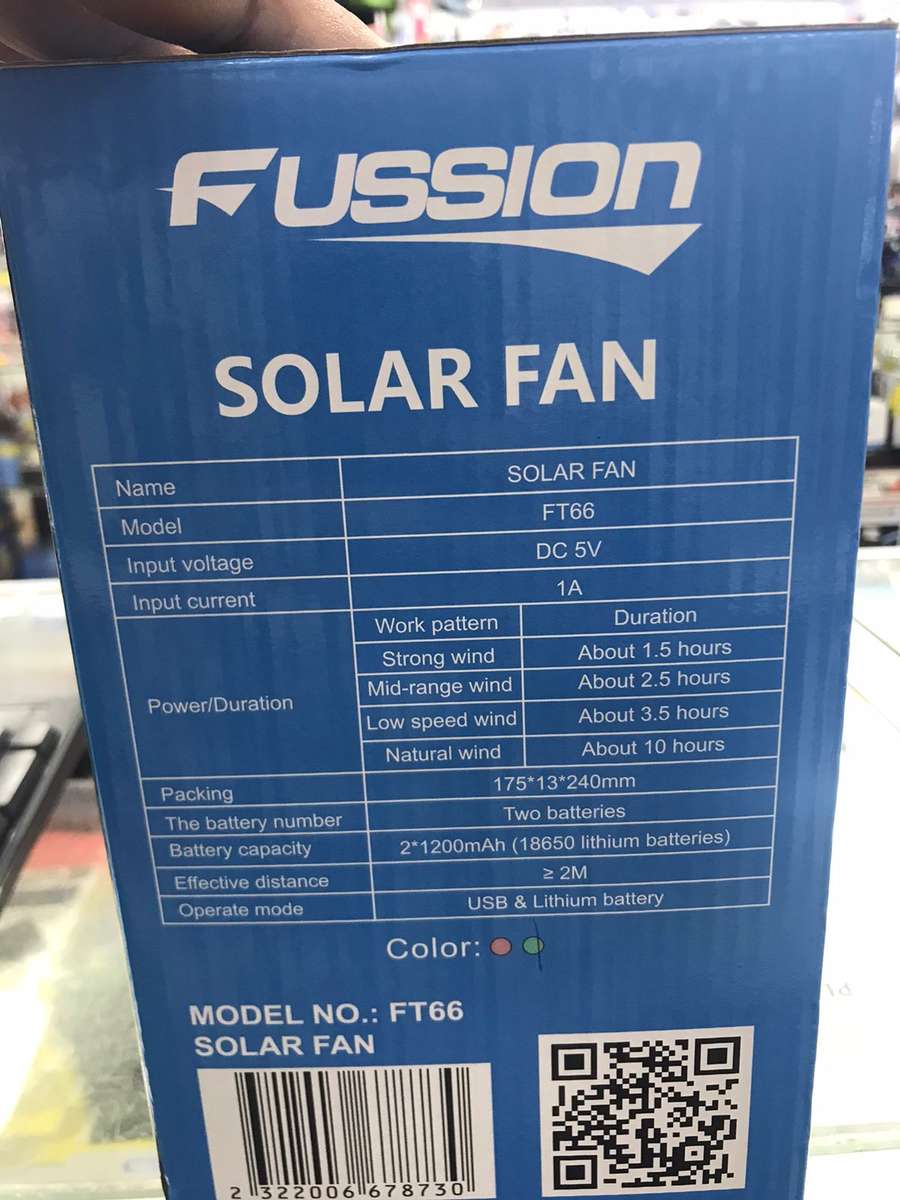 FUSSION
SOLAR FAN
Name SOLAR FAN
Model FT66
Input voltage DC 5V
Input current 1A
Power/Duration
Work pattern Duration
Strong wind About 1.5 hours
Mid-range wind About 2.5 hours
Low speed wind About 3.5 hours
Natural wind About 10 hours
Packing 175*13*240mm
The battery number Two batteries
Battery capacity 2*1200mAh (18650 lithium batteries)
Effective distance ≥ 2M
Operate mode USB & Lithium battery
Color:
MODEL NO.: FT66
SOLAR FAN
2 322006 678730